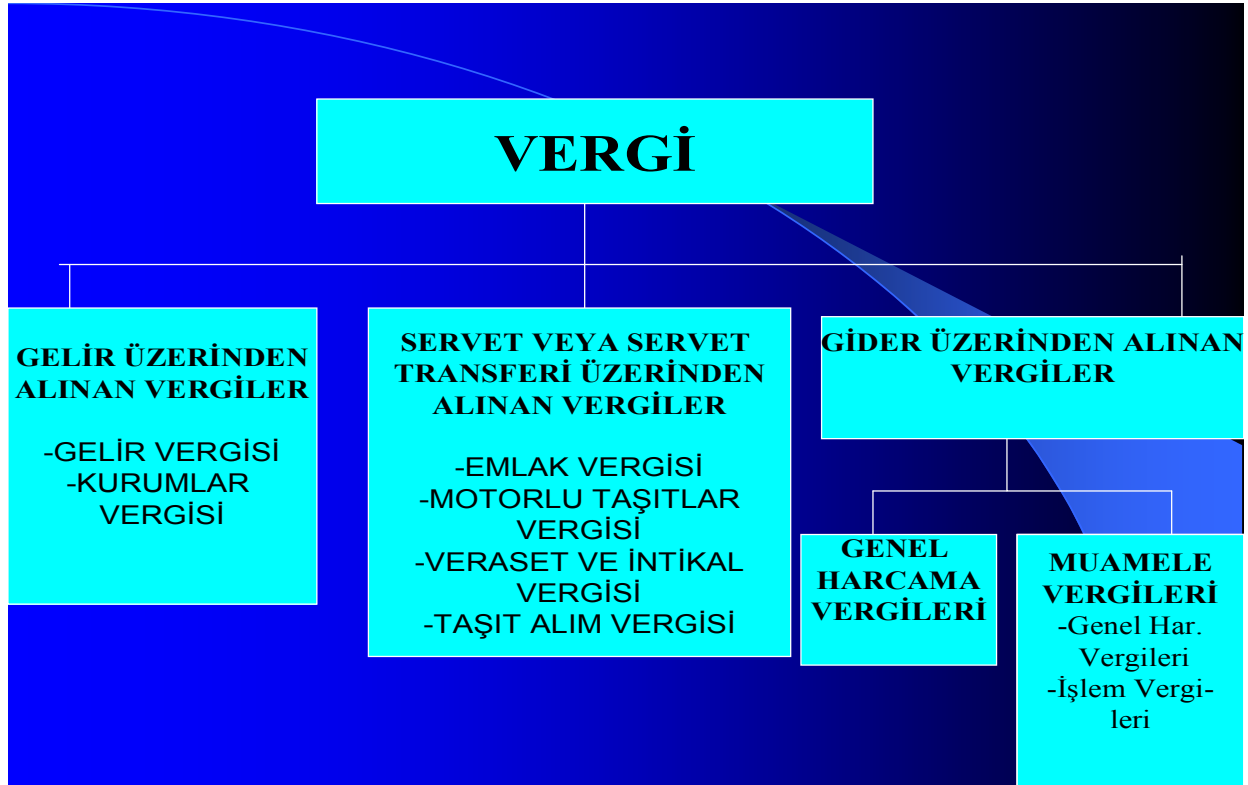 VERGİ
GELİR ÜZERİNDEN
ALINAN VERGİLER
-GELİR VERGİSİ
-KURUMLAR
VERGİSİ
SERVET VEYA SERVET
TRANSFERİ ÜZERİNDEN
ALINAN VERGİLER
-EMLAK VERGİSİ
-MOTORLU TAŞITLAR
VERGİSİ
-VERASET VE İNTİKAL
VERGİSİ
-TAŞIT ALIM VERGİSİ
GİDER ÜZERİNDEN ALINAN
VERGİLER
GENEL
HARCAMA
VERGİLERİ
MUAMELE
VERGİLERİ
-Genel Har.
Vergileri
-İşlem Vergi-
leri